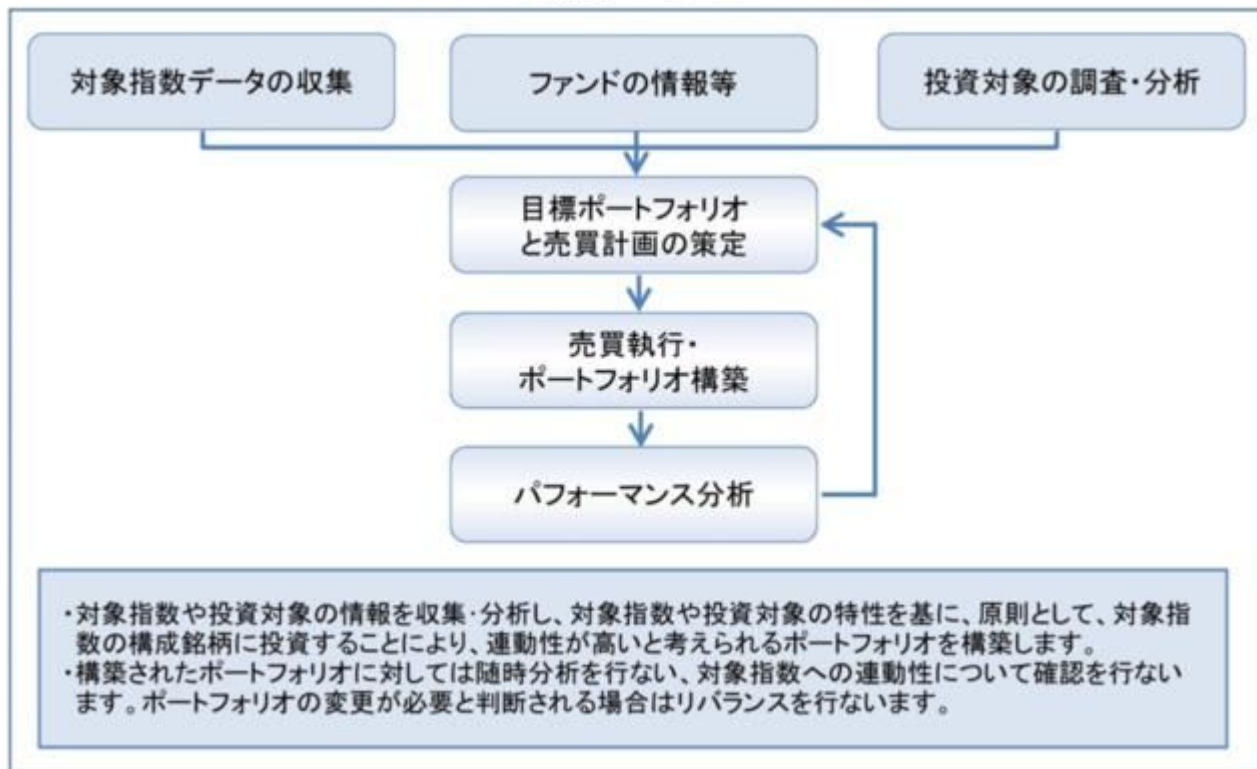 対象指数データの収集
ファンドの情報等
投資対象の調査・分析
目標ポートフォリオ
と売買計画の策定
売買執行・
ポートフォリオ構築
パフォーマンス分析
・対象指数や投資対象の情報を収集・分析し、対象指数や投資対象の特性を基に、原則として、対象指
数の構成銘柄に投資することにより、連動性が高いと考えられるポートフォリオを構築します。
・構築されたポートフォリオに対しては随時分析を行ない、対象指数への連動性について確認を行ない
ます。ポートフォリオの変更が必要と判断される場合はリバランスを行ないます。